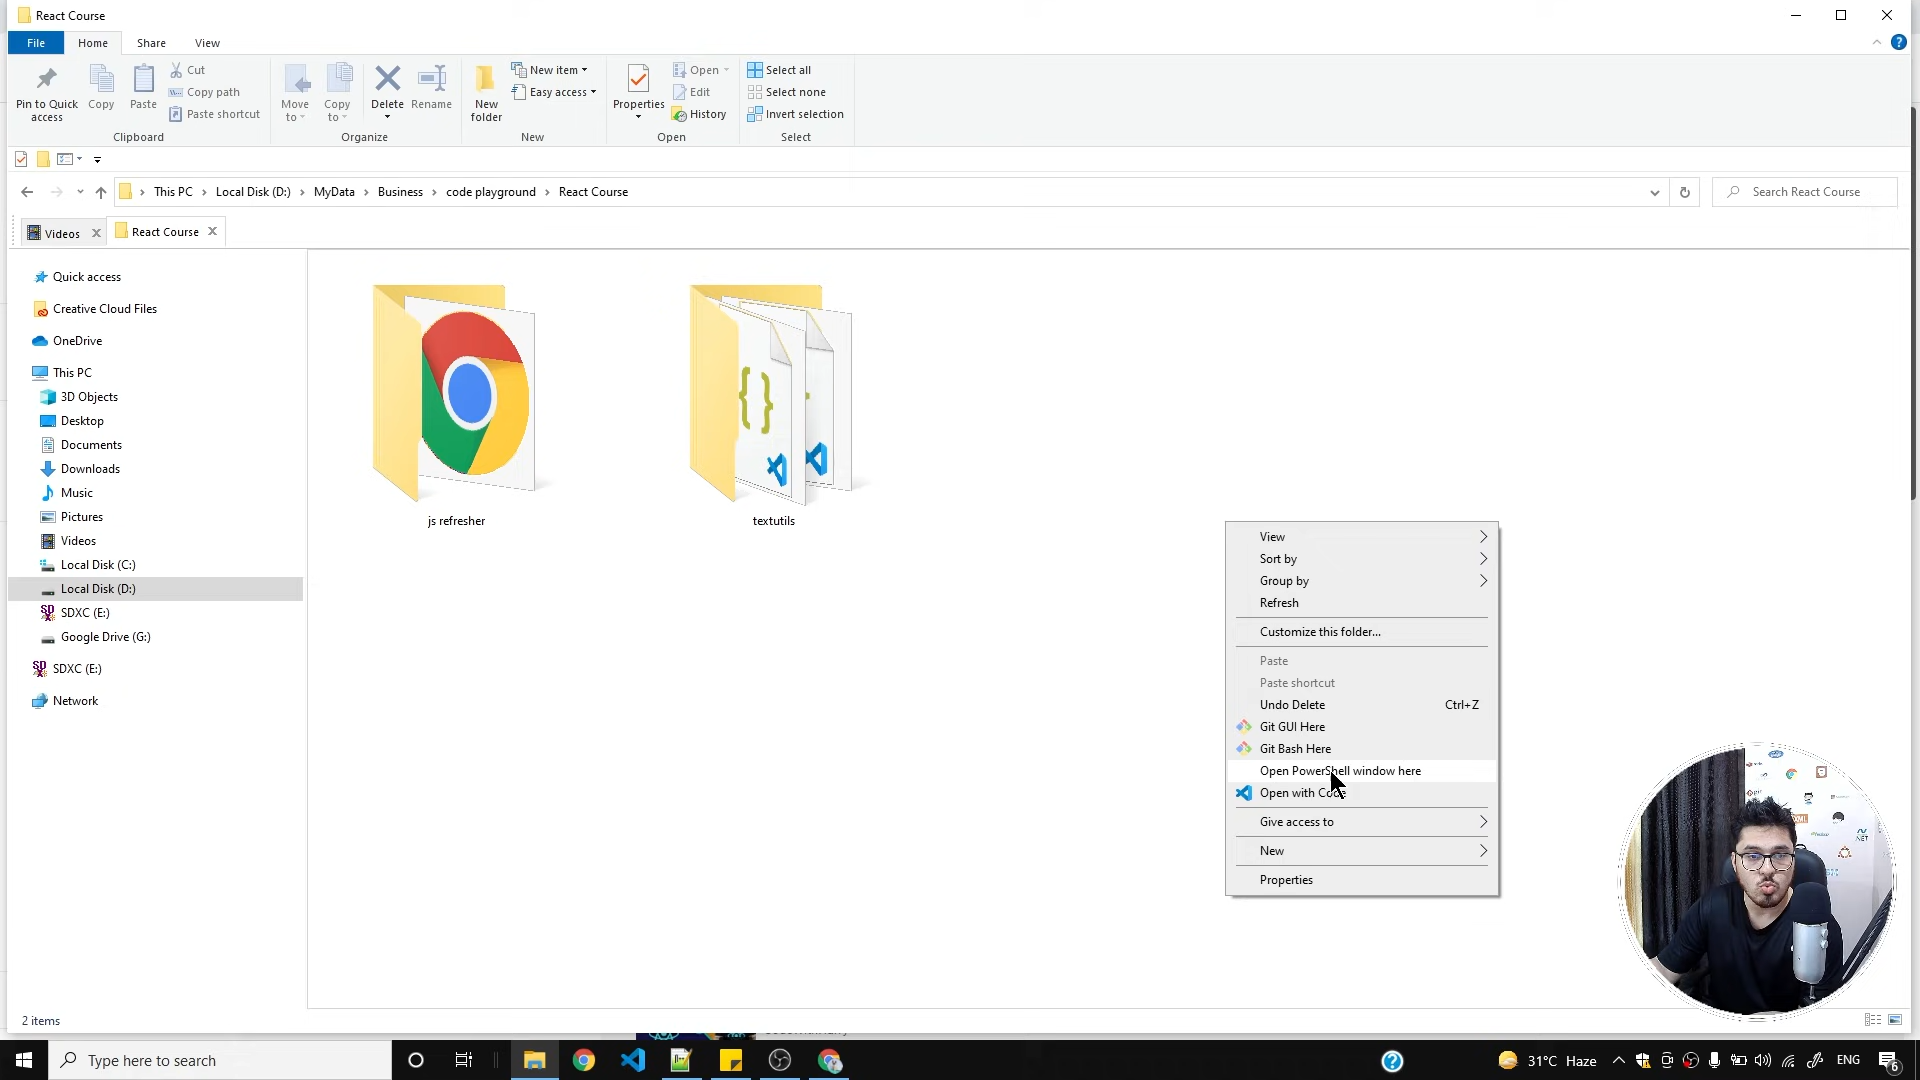 React Course
File Home Share View
Pin to Quick access
Copy
Paste
Cut
Copy path
Paste shortcut
Clipboard
Move to
Copy to
Delete
Rename
Organize
New folder
New item
Easy access
New
Properties
Open
Edit
History
Open
Select all
Select none
Invert selection
Select
This PC Local Disk (D:) MyData Business code playground React Course
Search React Course
Videos React Course
Quick access
Creative Cloud Files
OneDrive
This PC
3D Objects
Desktop
Documents
Downloads
Music
Pictures
Videos
Local Disk (C:)
Local Disk (D:)
SDXC (E:)
Google Drive (G:)
SDXC (E:)
Network
js refresher
textutils
View
Sort by
Group by
Refresh
Customize this folder...
Paste
Paste shortcut
Undo Delete Ctrl+Z
Git GUI Here
Git Bash Here
Open PowerShell window here
Open with Code
Give access to
New
Properties
2 items
Type here to search
31°C Haze
ENG
6